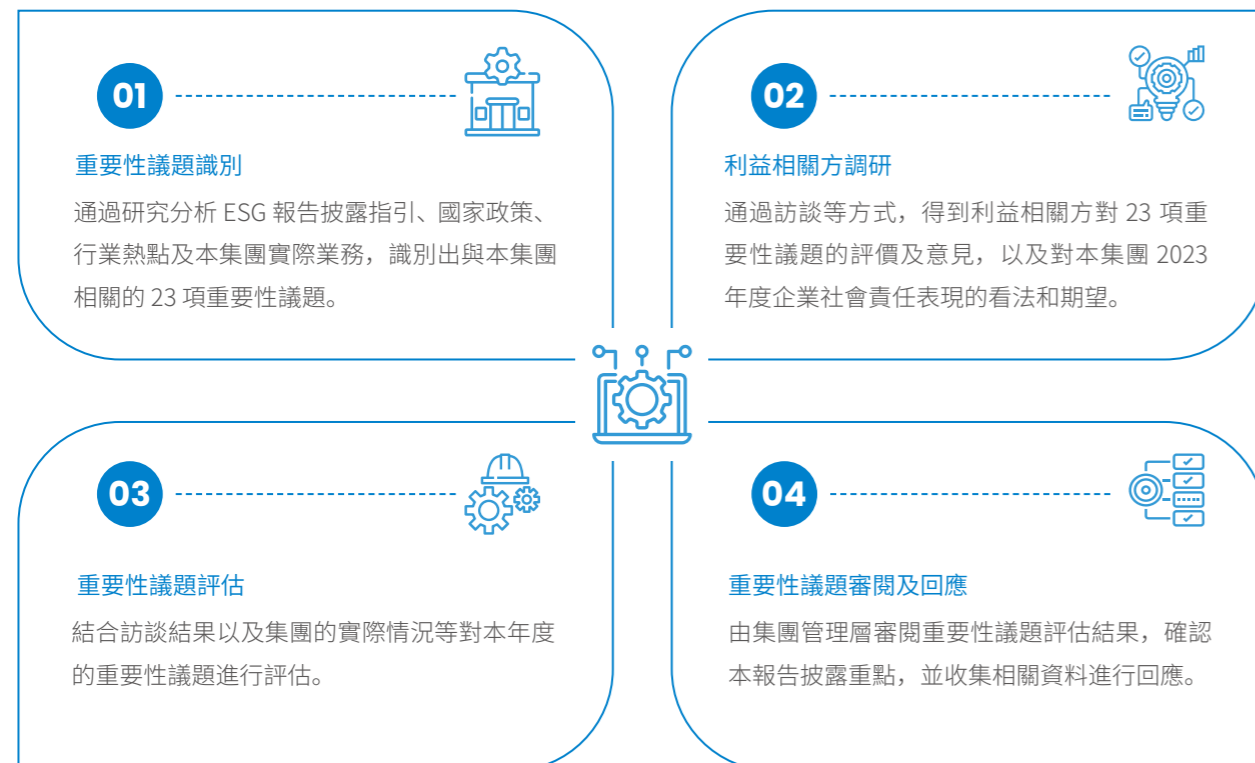 01
重要性議題識別
通過研究分析 ESG 報告披露指引、國家政策、
行業熱點及本集團實際業務，識別出與本集團
相關的 23 項重要性議題。
02
利益相關方調研
通過訪談等方式，得到利益相關方對 23 項重
要性議題的評價及意見，以及對本集團 2023
年度企業社會責任表現的看法和期望。
03
重要性議題評估
結合訪談結果以及集團的實際情況等對本年度
的重要性議題進行評估。
04
重要性議題審閱及回應
由集團管理層審閱重要性議題評估結果，確認
本報告披露重點，並收集相關資料進行回應。